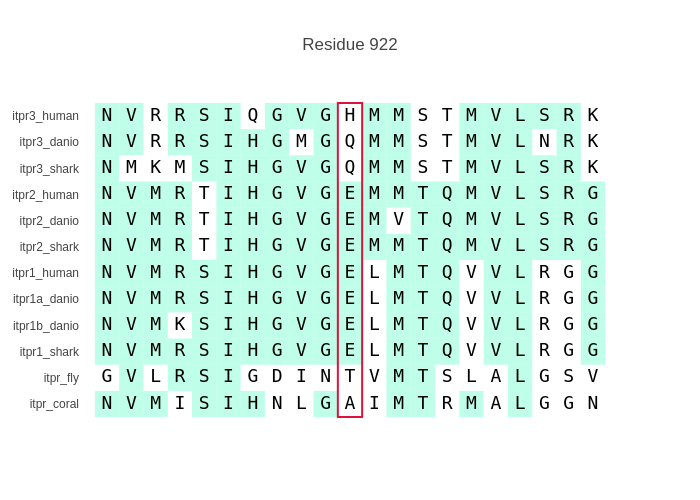 Residue 922
itpr3_human N V R R S I Q G V G H M M S T M V L S R K
itpr3_danio N V R R S I H G M G Q M M S T M V L N R K
itpr3_shark N M K M S I H G V G Q M M S T M V L S R K
itpr2_human N V M R T I H G V G E M M T Q M V L S R G
itpr2_danio N V M R T I H G V G E M V T Q M V L S R G
itpr2_shark N V M R T I H G V G E M M T Q M V L S R G
itpr1_human N V M R S I H G V G E L M T Q V V L R G G
itpr1a_danio N V M R S I H G V G E L M T Q V V L R G G
itpr1b_danio N V M K S I H G V G E L M T Q V V L R G G
itpr1_shark N V M R S I H G V G E L M T Q V V L R G G
itpr_fly G V L R S I G D I N T V M T S L A L G S V
itpr_coral N V M I S I H N L G A I M T R M A L G G N